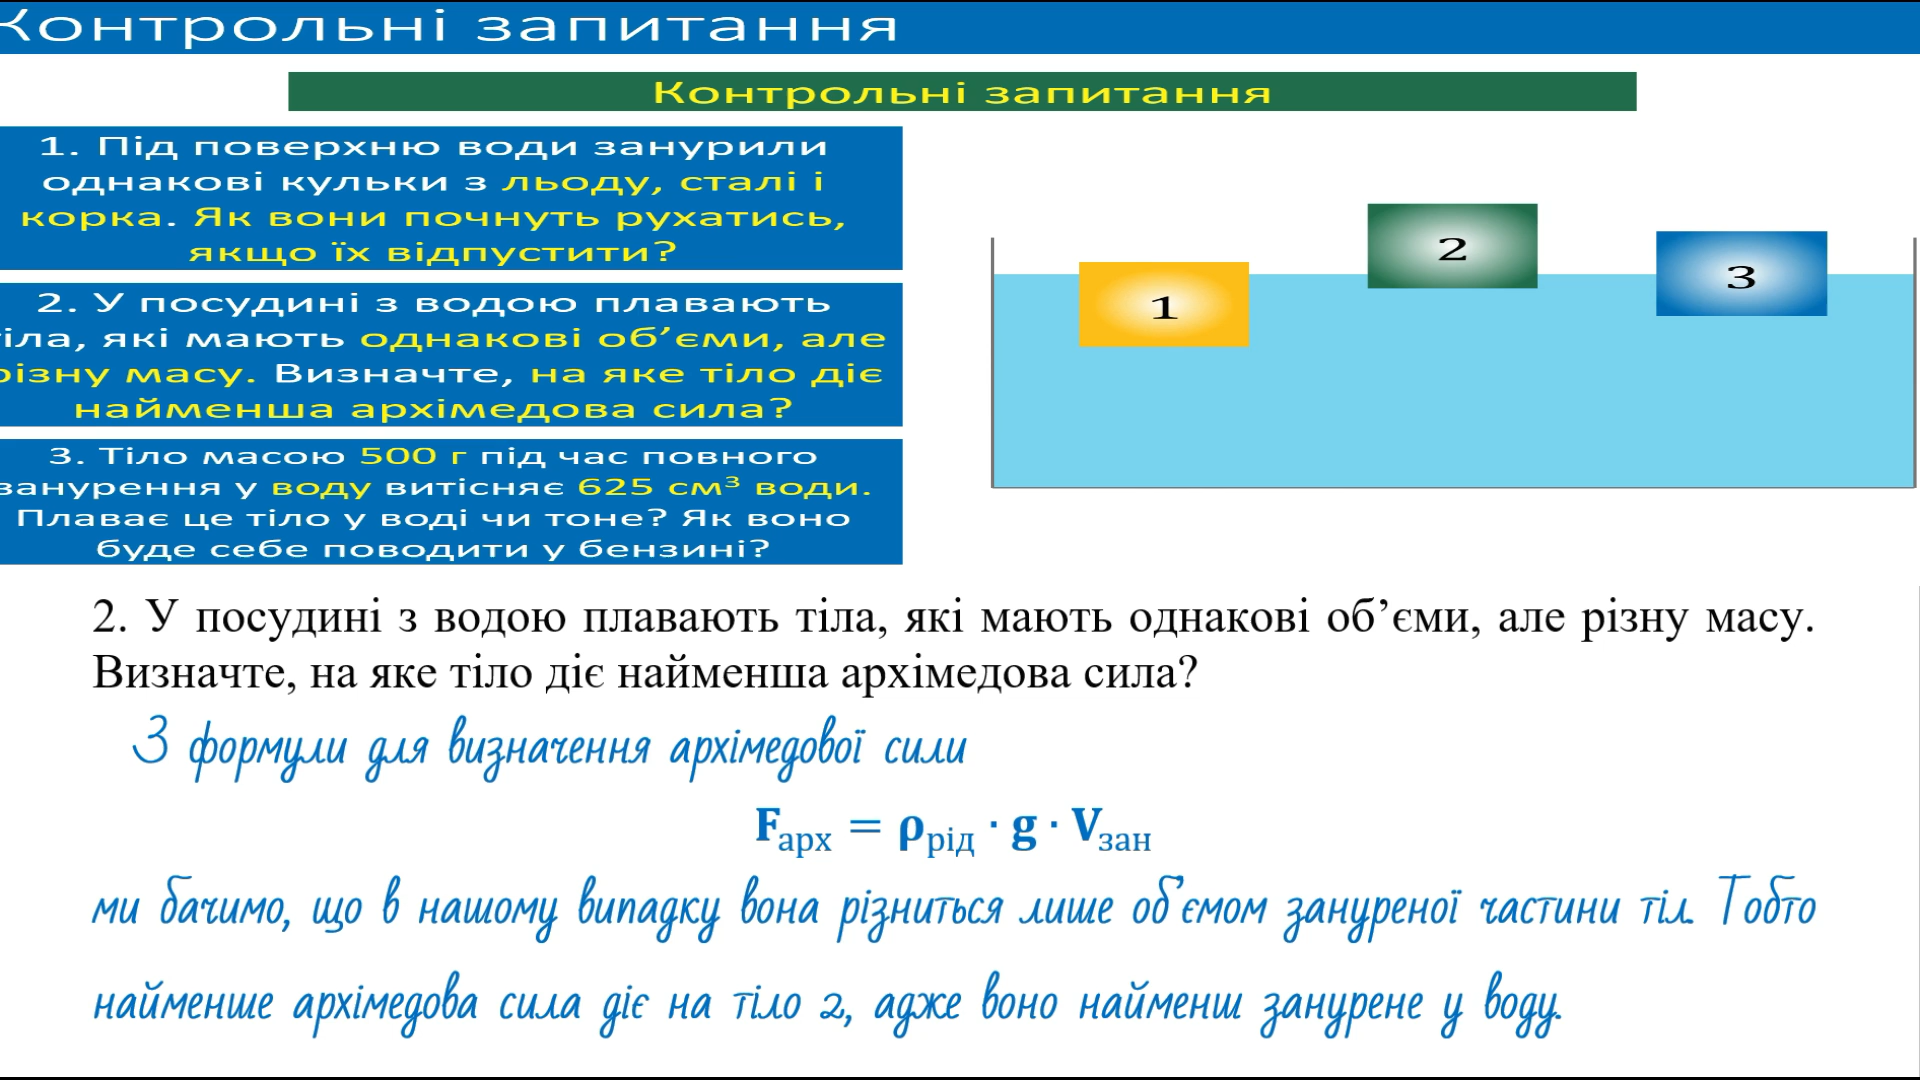 Контрольні запитання
Контрольні запитання
1. Під поверхню води занурили
однакові кульки з льоду, сталі і
корка. Як вони почнуть рухатись,
якщо їх відпустити?
2. У посудині з водою плавають
тіла, які мають однакові об’єми, але
різну масу. Визначте, на яке тіло діє
найменша архімедова сила?
3. Тіло масою 500 г під час повного
занурення у воду витісняє 625 см³ води.
Плаває це тіло у воді чи тоне? Як воно
буде себе поводити у бензині?
1
2
3
2. У посудині з водою плавають тіла, які мають однакові об’єми, але різну масу.
Визначте, на яке тіло діє найменша архімедова сила?
З формули для визначення архімедової сили
Fарх = ρрід · g · Vзан
ми бачимо, що в нашому випадку вона різниться лише об’ємом зануреної частини тіл. Тобто
найменше архімедова сила діє на тіло 2, адже воно найменш занурене у воду.